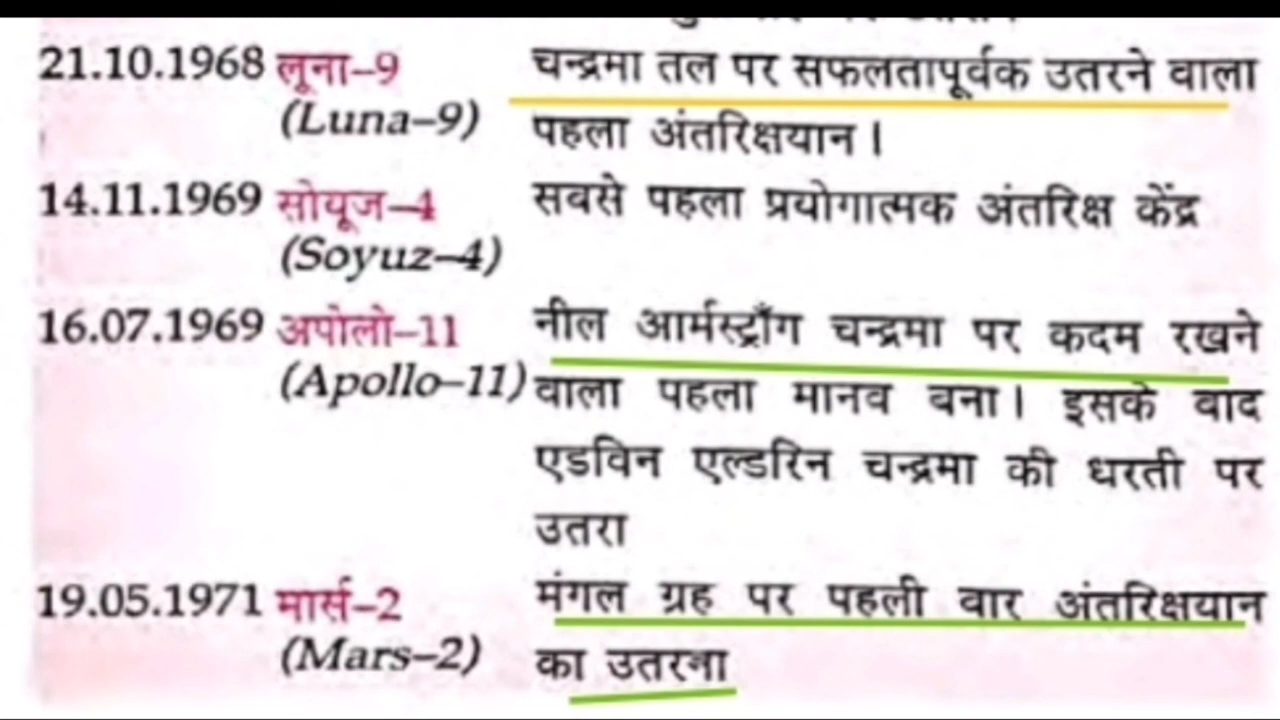 21.10.1968 लूना–9 चन्द्रमा तल पर सफलतापूर्वक उतरने वाला
(Luna–9) पहला अंतरिक्षयान।
14.11.1969 सोयूज–4 सबसे पहला प्रयोगात्मक अंतरिक्ष केंद्र
(Soyuz–4)
16.07.1969 अपोलो–11 नील आर्मस्ट्राँग चन्द्रमा पर कदम रखने
(Apollo–11) वाला पहला मानव बना। इसके वाद
एडविन एल्डरिन चन्द्रमा की धरती पर
उतरा
19.05.1971 मार्स–2 मंगल ग्रह पर पहली वार अंतरिक्षयान
(Mars–2) का उतरना